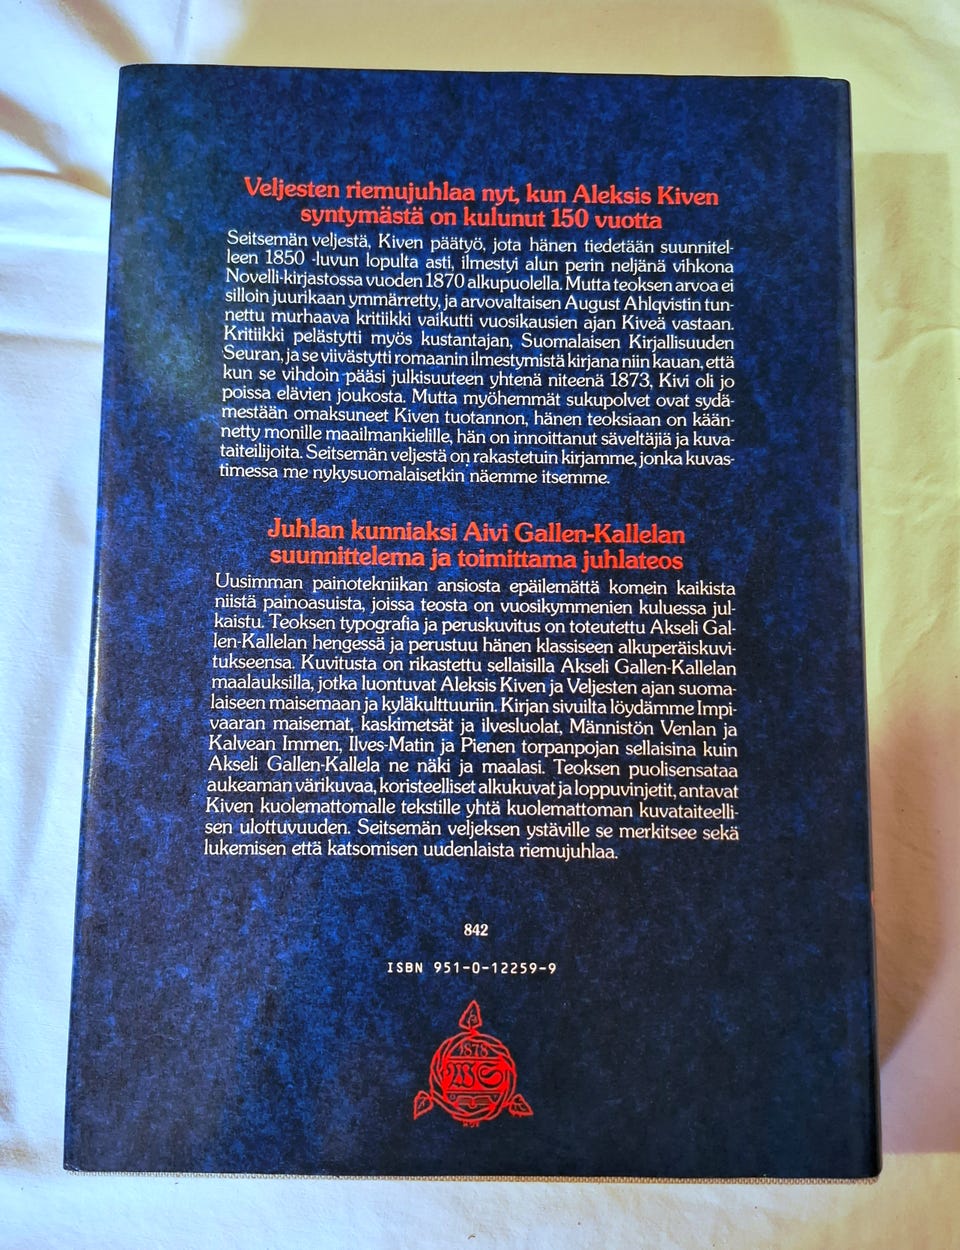 Veljesten riemujuhlaa nyt, kun Aleksis Kiven
syntymästä on kulunut 150 vuotta
Seitsemän veljestä, Kiven päätyö, jota hänen tiedetään suunnitel-
leen 1850 -luvun lopulta asti, ilmestyi alun perin neljänä vihkona
Novelli-kirjastossa vuoden 1870 alkupuolella. Mutta teoksen arvoa ei
silloin juurikaan ymmärretty, ja arvovaltaisen August Ahlqvistin tun-
nettu murhaava kritiikki vaikutti vuosikausien ajan Kiveä vastaan.
Kritiikki pelästytti myös kustantajan, Suomalaisen Kirjallisuuden
Seuran, ja se viivästytti romaanin ilmestymistä kirjana niin kauan, että
kun se vihdoin pääsi julkisuuteen yhtenä niteenä 1873, Kivi oli jo
poissa elävien joukosta. Mutta myöhemmät sukupolvet ovat sydä-
mestään omaksuneet Kiven tuotannon, hänen teoksiaan on kään-
netty monille maailmankielille, hän on innoittanut säveltäjiä ja kuva-
taiteilijoita. Seitsemän veljestä on rakastetuin kirjamme, jonka kuvas-
timessa me nykysuomalaisetkin näemme itsemme.
Juhlan kunniaksi Aivi Gallen-Kallelan
suunnittelema ja toimittama juhlateos
Uusimman painotekniikan ansiosta epäilemättä komein kaikista
niistä painoasuista, joissa teosta on vuosikymmenien kuluessa jul-
kaistu. Teoksen typografia ja peruskuvitus on toteutettu Akseli Gal-
len-Kallelan hengessä ja perustuu hänen klassiseen alkuperäiskuvi-
tukseensa. Kuvitusta on rikastettu sellaisilla Akseli Gallen-Kallelan
maalauksilla, jotka luontuvat Aleksis Kiven ja Veljesten ajan suoma-
laiseen maisemaan ja kyläkulttuuriin. Kirjan sivuilta löydämme Impi-
vaaran maisemat, kaskimetsät ja ilvesluolat, Männistön Venlan ja
Kalvean Immen, Ilves-Matin ja Pienen torpanpojan sellaisina kuin
Akseli Gallen-Kallela ne näki ja maalasi. Teoksen puolisensataa
aukeaman värikuvaa, koristeelliset alkukuvat ja loppuvinjetit, antavat
Kiven kuolemattomalle tekstille yhtä kuolemattoman kuvataiteelli-
sen ulottuvuuden. Seitsemän veljeksen ystäville se merkitsee sekä
lukemisen että katsomisen uudenlaista riemujuhlaa.
842
ISBN 951-0-12259-9
1878
WS